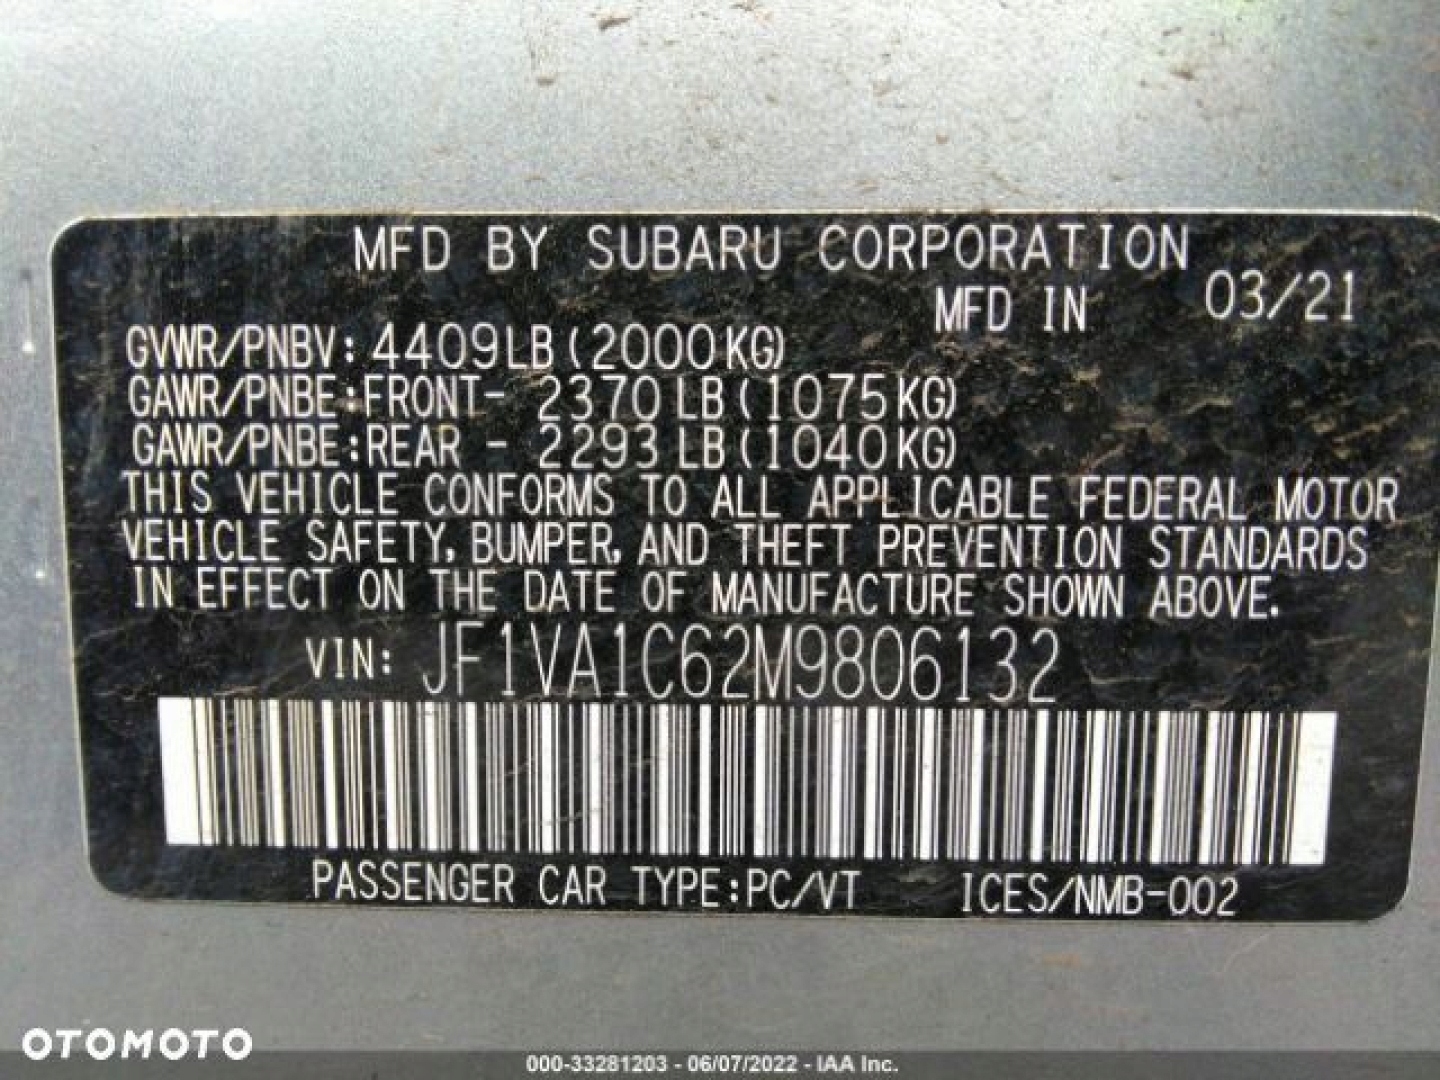 MFD BY SUBARU CORPORATION
MFD IN 03/21
GVWR/PNBV: 4409LB (2000KG)
GAWR/PNBE:FRONT- 2370LB (1075KG)
GAWR/PNBE:REAR - 2293LB (1040KG)
THIS VEHICLE CONFORMS TO ALL APPLICABLE FEDERAL MOTOR
VEHICLE SAFETY, BUMPER, AND THEFT PREVENTION STANDARDS
IN EFFECT ON THE DATE OF MANUFACTURE SHOWN ABOVE.
VIN: JF1VA1C62M9806132
PASSENGER CAR TYPE:PC/VT ICES/NMB-002
OTOMOTO
000-33281203 - 06/07/2022 - IAA Inc.